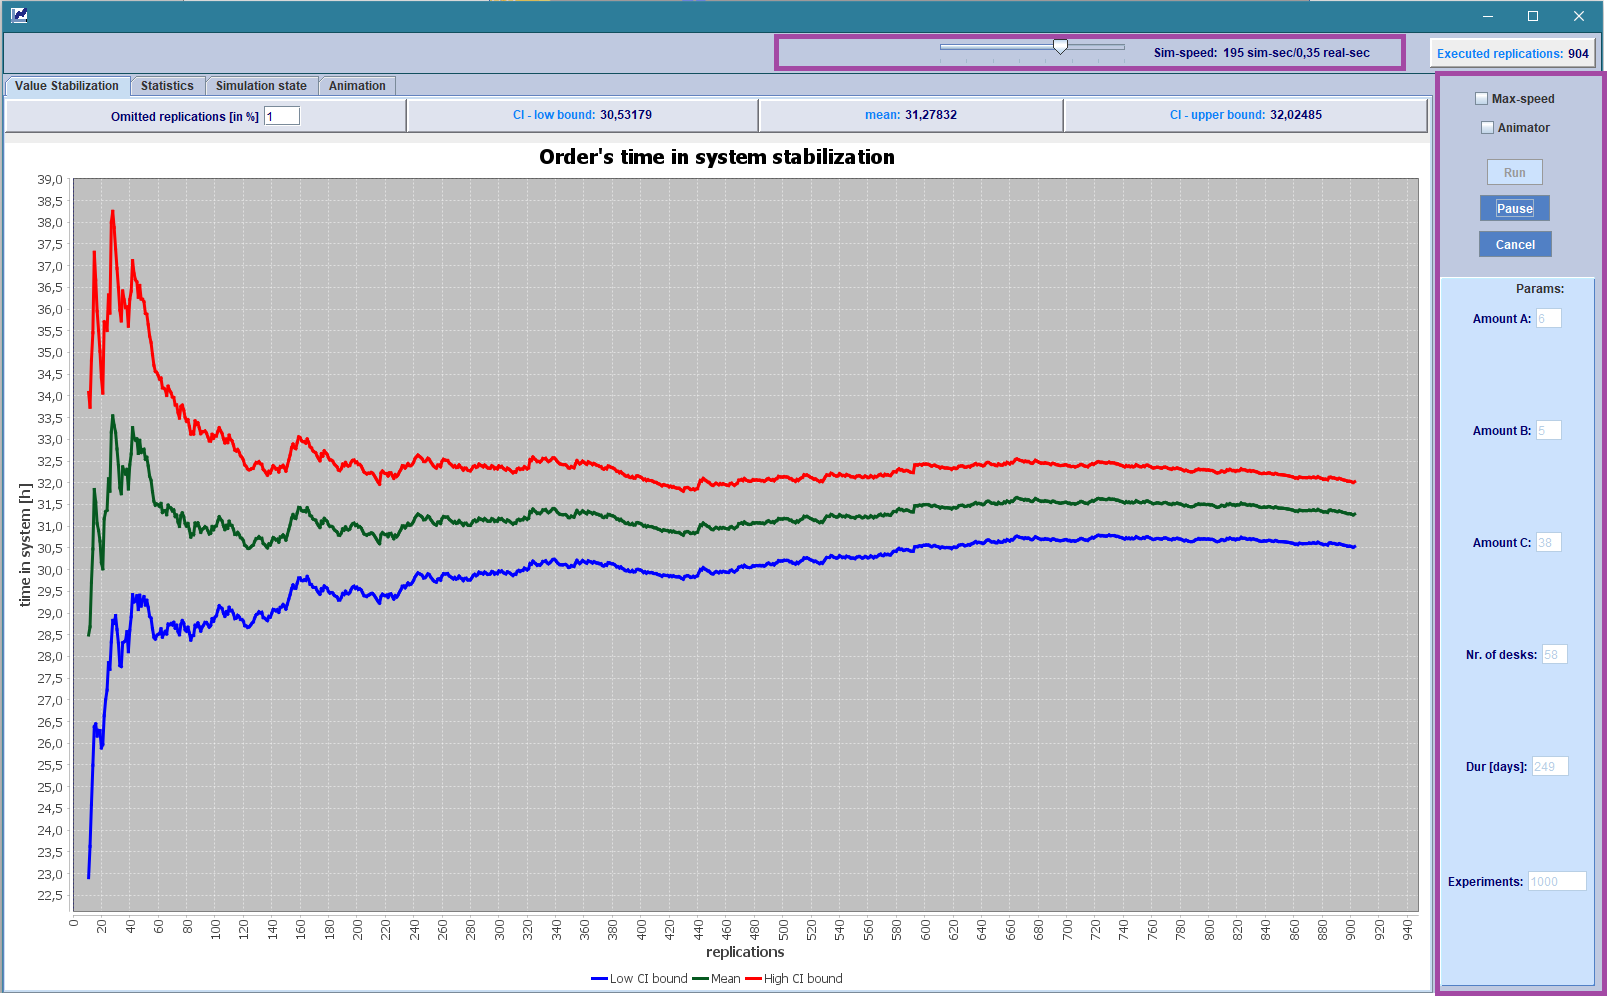 Sim-speed: 195 sim-sec/0,35 real-sec
Executed replications: 904
Value Stabilization
Statistics
Simulation state
Animation
Omitted replications [in %] 1
CI - low bound: 30,53179
mean: 31,27832
CI - upper bound: 32,02485
Order's time in system stabilization
time in system [h]
39,0
38,5
38,0
37,5
37,0
36,5
36,0
35,5
35,0
34,5
34,0
33,5
33,0
32,5
32,0
31,5
31,0
30,5
30,0
29,5
29,0
28,5
28,0
27,5
27,0
26,5
26,0
25,5
25,0
24,5
24,0
23,5
23,0
22,5
0 20 40 60 80 100 120 140 160 180 200 220 240 260 280 300 320 340 360 380 400 420 440 460 480 500 520 540 560 580 600 620 640 660 680 700 720 740 760 780 800 820 840 860 880 900 920 940
replications
Low CI bound Mean High CI bound
Max-speed
Animator
Run
Pause
Cancel
Params:
Amount A: 6
Amount B: 5
Amount C: 38
Nr. of desks: 58
Dur [days]: 249
Experiments: 1000